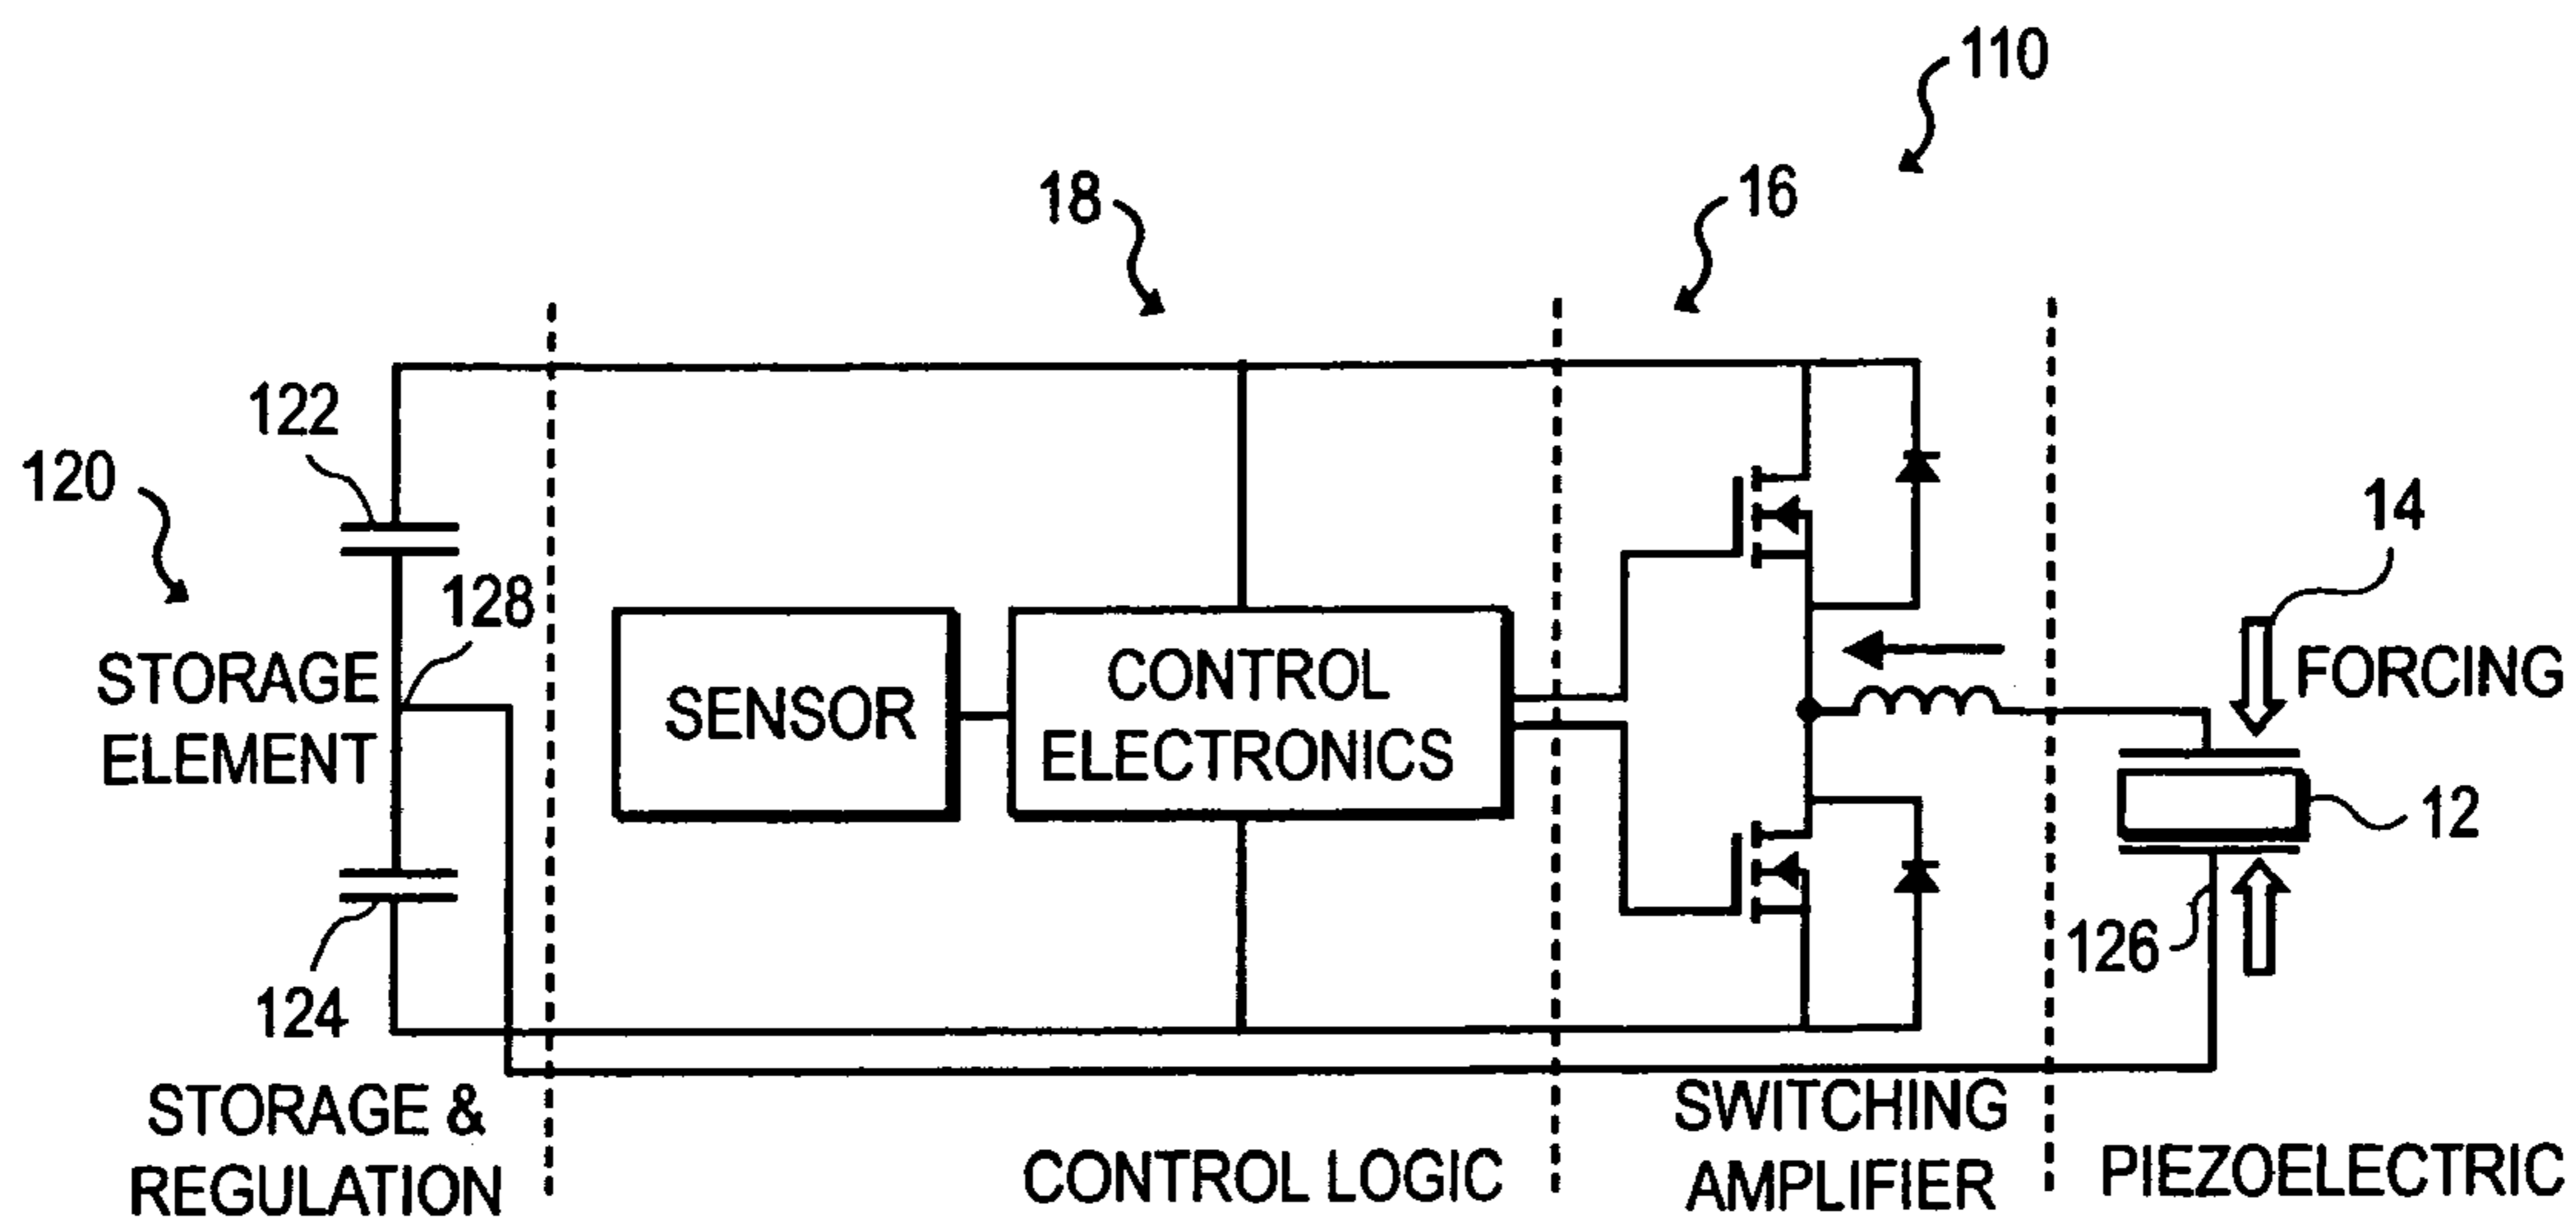 110
18
16
122
120
14
128
STORAGE
ELEMENT
SENSOR
CONTROL
ELECTRONICS
FORCING
12
126
124
STORAGE &
REGULATION
CONTROL LOGIC
SWITCHING
AMPLIFIER
PIEZOELECTRIC